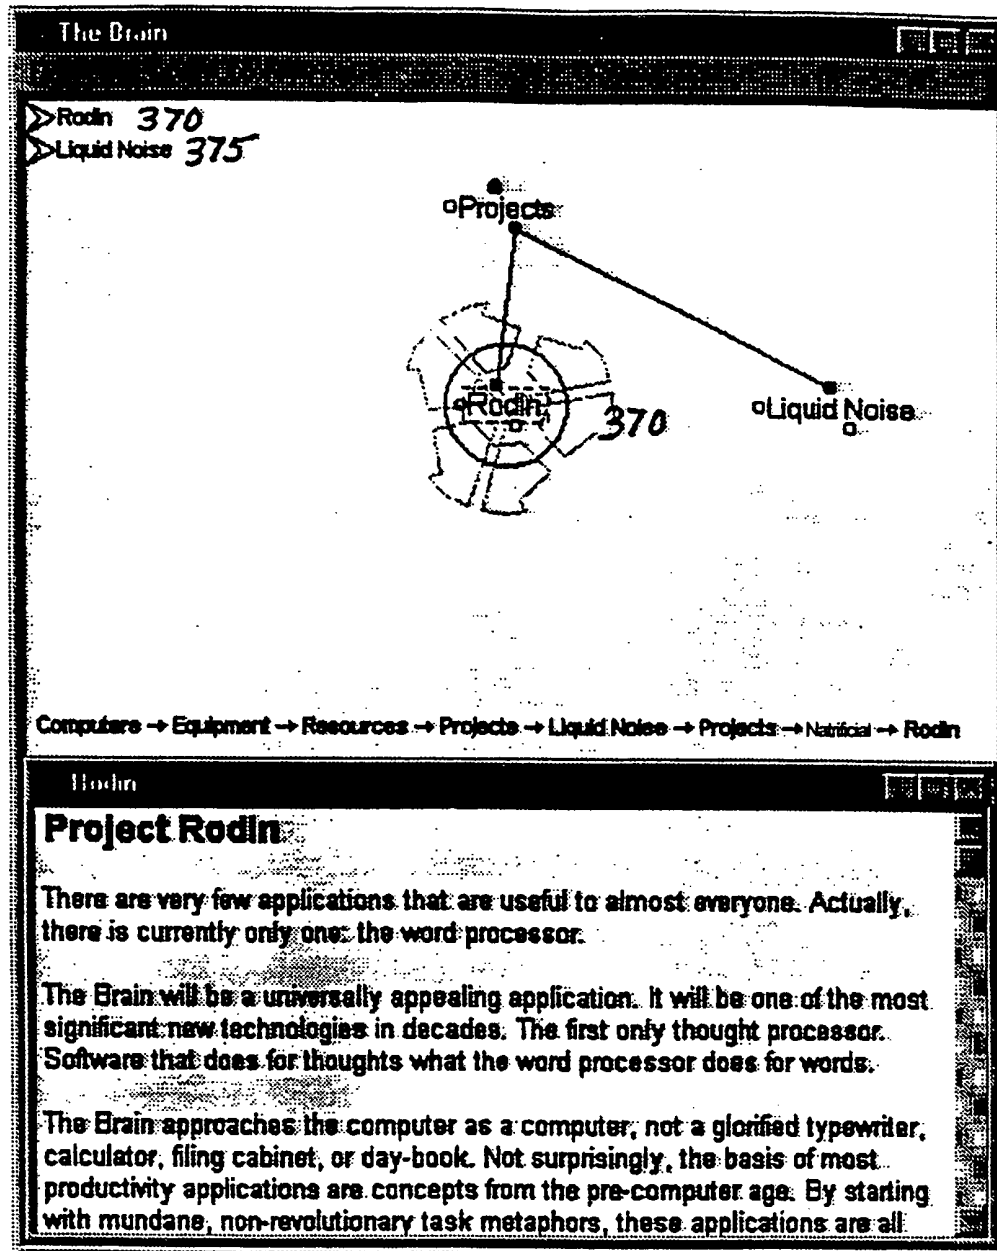 The Brain
Rodin 370
Liquid Noise 375
Projects
Rodin
370
Liquid Noise
Computers → Equipment → Resources → Projects → Liquid Noise → Projects → Natrificial → Rodin
Rodin
Project Rodin
There are very few applications that are useful to almost everyone. Actually,
there is currently only one: the word processor.
The Brain will be a universally appealing application. It will be one of the most
significant new technologies in decades. The first only thought processor.
Software that does for thoughts what the word processor does for words.
The Brain approaches the computer as a computer, not a glorified typewriter,
calculator, filing cabinet, or day-book. Not surprisingly, the basis of most
productivity applications are concepts from the pre-computer age. By starting
with mundane, non-revolutionary task metaphors, these applications are all